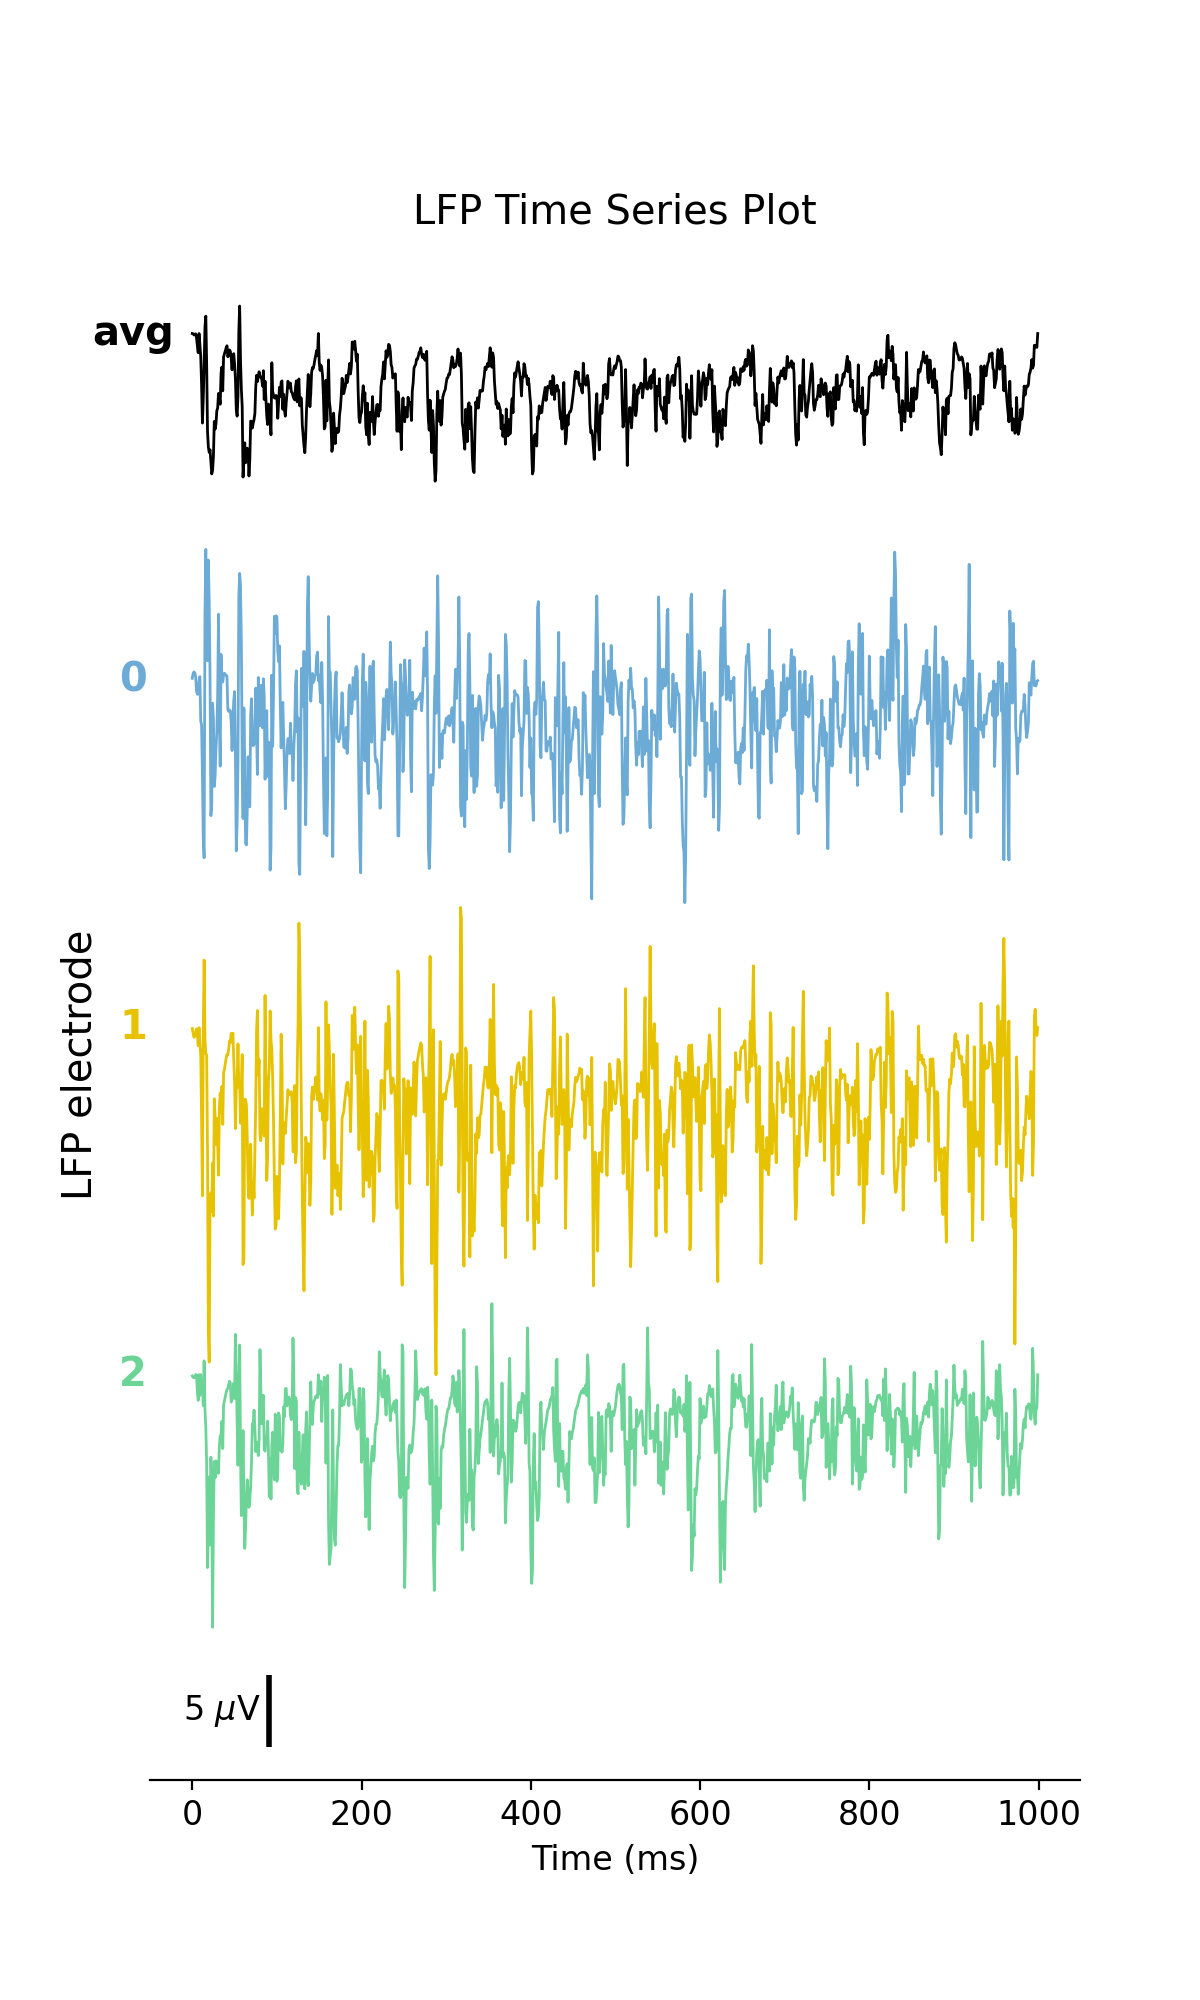 LFP Time Series Plot
avg
0
LFP electrode
1
2
5 μV
0 200 400 600 800 1000
Time (ms)